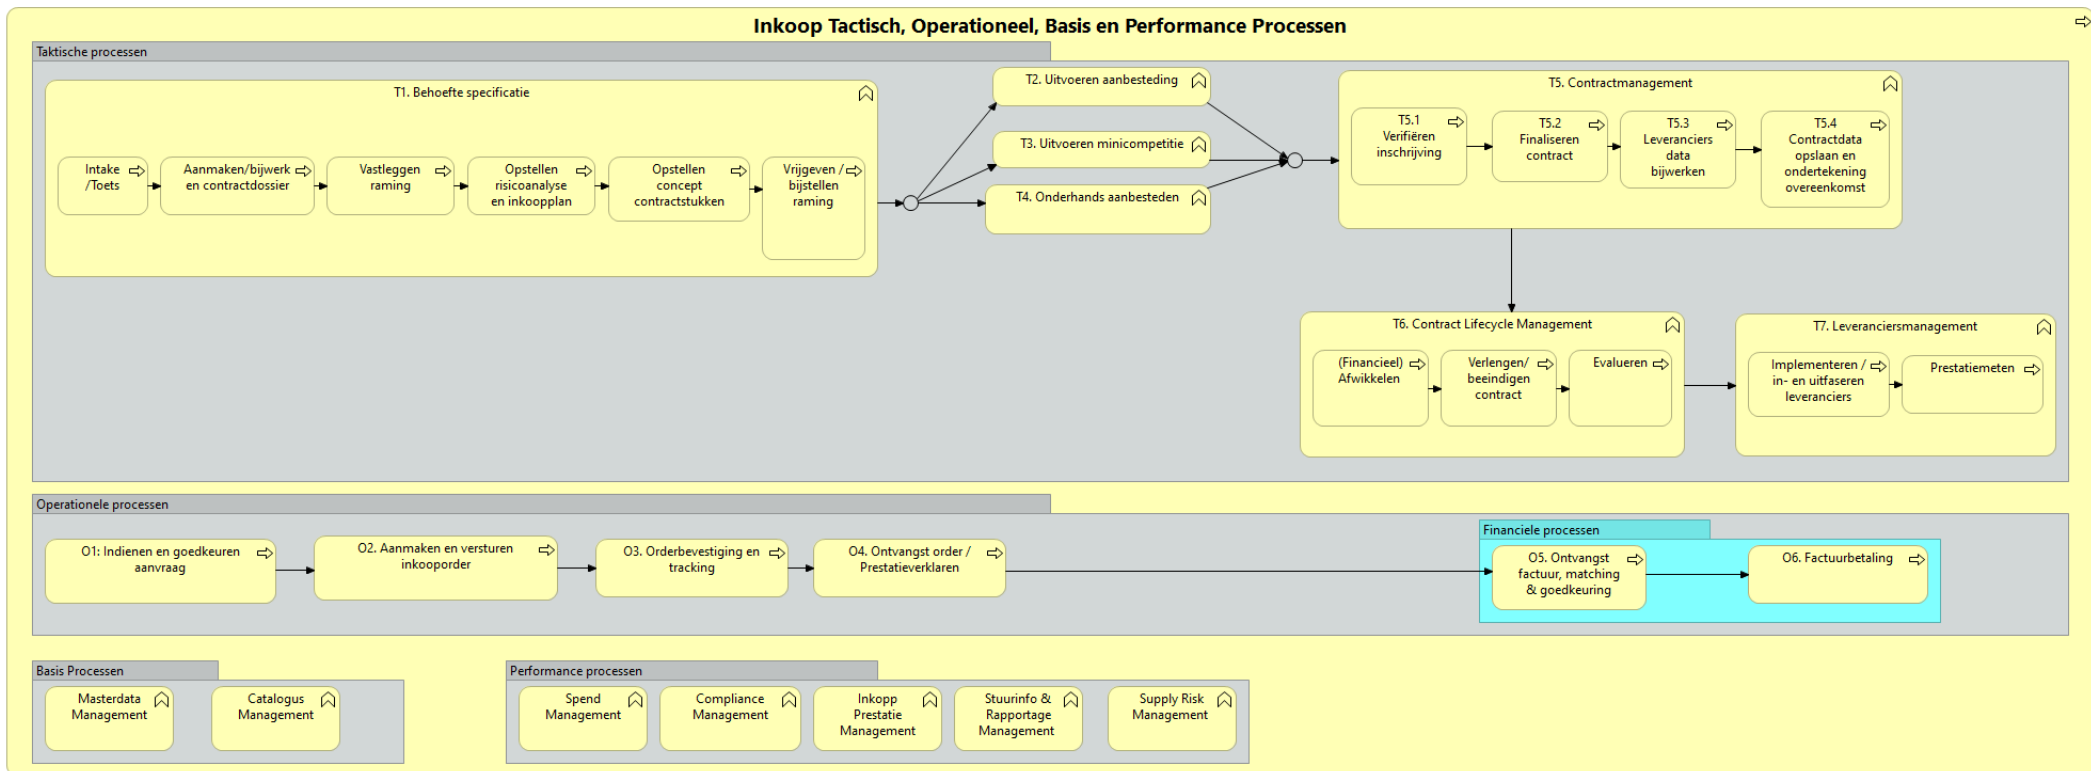 Inkoop Tactisch, Operationeel, Basis en Performance Processen
Taktische processen
T1. Behoefte specificatie
Intake
/Toets
Aanmaken/bijwerk
en contractdossier
Vastleggen
raming
Opstellen
risicoanalyse
en inkoopplan
Opstellen
concept
contractstukken
Vrijgeven /
bijstellen
raming
T2. Uitvoeren aanbesteding
T3. Uitvoeren minicompetitie
T4. Onderhands aanbesteden
T5. Contractmanagement
T5.1
Verifiëren
inschrijving
T5.2
Finaliseren
contract
T5.3
Leveranciers
data
bijwerken
T5.4
Contractdata
opslaan en
ondertekening
overeenkomst
T6. Contract Lifecycle Management
(Financieel)
Afwikkelen
Verlengen/
beeindigen
contract
Evalueren
T7. Leveranciersmanagement
Implementeren /
in- en uitfaseren
leveranciers
Prestatiemeten
Operationele processen
O1: Indienen en goedkeuren
aanvraag
O2. Aanmaken en versturen
inkooporder
O3. Orderbevestiging en
tracking
O4. Ontvangst order /
Prestatieverklaren
Financiele processen
O5. Ontvangst
factuur, matching
& goedkeuring
O6. Factuurbetaling
Basis Processen
Masterdata
Management
Catalogus
Management
Performance processen
Spend
Management
Compliance
Management
Inkopp
Prestatie
Management
Stuurinfo &
Rapportage
Management
Supply Risk
Management